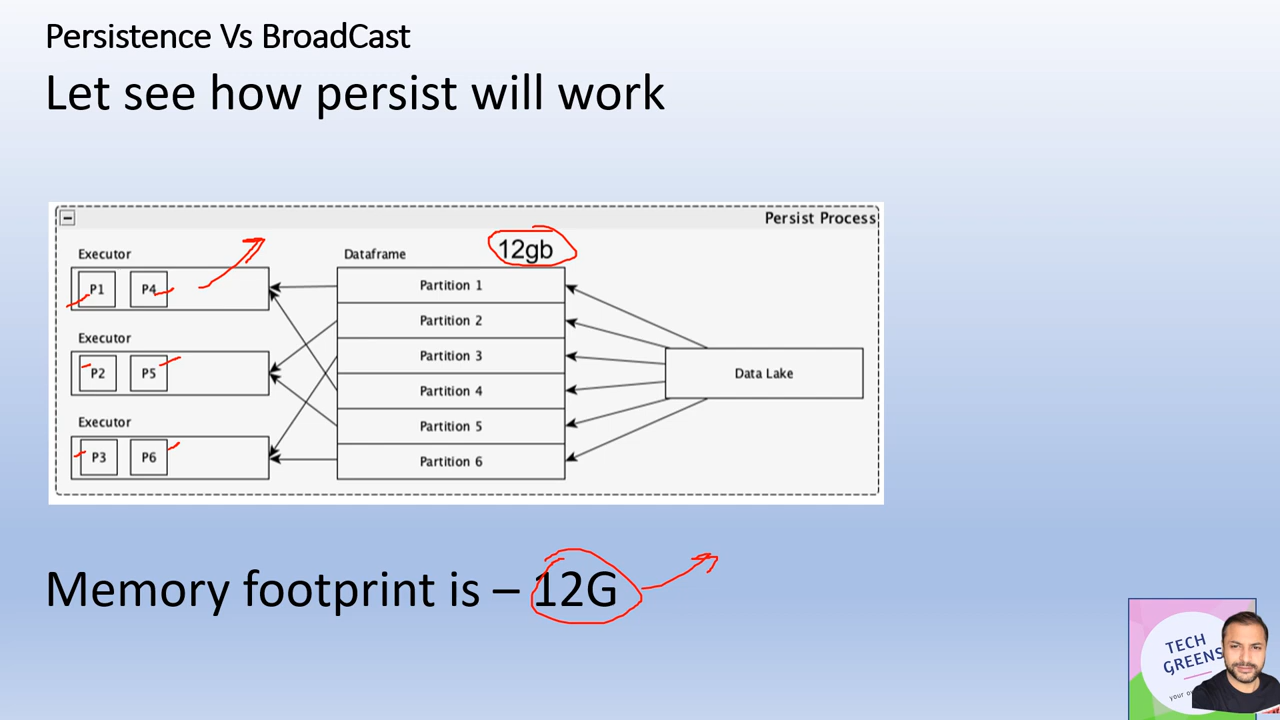 Persistence Vs BroadCast
Let see how persist will work
Persist Process
Executor
P1 P4
Executor
P2 P5
Executor
P3 P6
Dataframe 12gb
Partition 1
Partition 2
Partition 3
Partition 4
Partition 5
Partition 6
Data Lake
Memory footprint is – 12G
TECH
GREENS
your